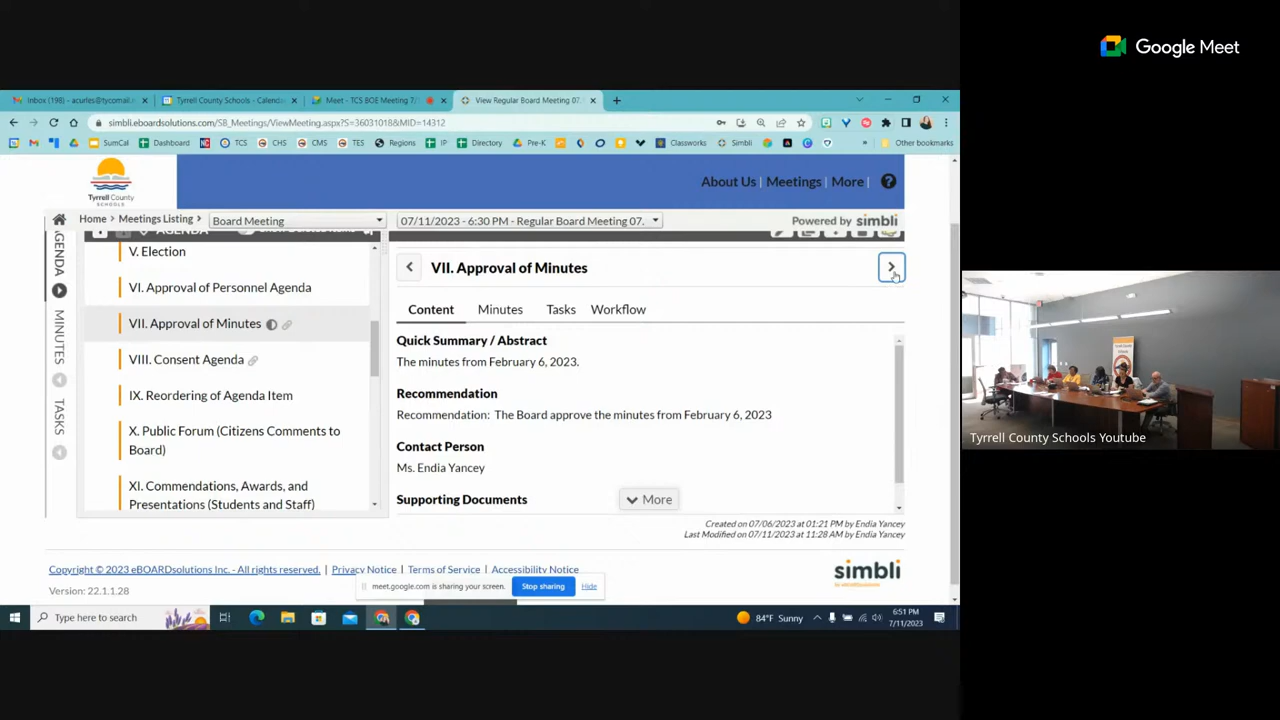 Google Meet
Inbox (198) - acurles@tycomail.
Tyrrell County Schools - Calenda
Meet - TCS BOE Meeting 7/
View Regular Board Meeting 07.
simbli.eboardsolutions.com/SB_Meetings/ViewMeeting.aspx?S=36031018&MID=14312
SumCal Dashboard TCS CHS CMS TES Regions IP Directory Pre-K Classworks Simbli Other bookmarks
Tyrrell County
SCHOOLS
About Us | Meetings | More |
Home > Meetings Listing > Board Meeting 07/11/2023 - 6:30 PM - Regular Board Meeting 07. Powered by simbli
AGENDA
MINUTES
TASKS
V. Election
VI. Approval of Personnel Agenda
VII. Approval of Minutes
VIII. Consent Agenda
IX. Reordering of Agenda Item
X. Public Forum (Citizens Comments to
Board)
XI. Commendations, Awards, and
Presentations (Students and Staff)
VII. Approval of Minutes
Content Minutes Tasks Workflow
Quick Summary / Abstract
The minutes from February 6, 2023.
Recommendation
Recommendation: The Board approve the minutes from February 6, 2023
Contact Person
Ms. Endia Yancey
Supporting Documents
More
Created on 07/06/2023 at 01:21 PM by Endia Yancey
Last Modified on 07/11/2023 at 11:28 AM by Endia Yancey
Copyright © 2023 eBOARDsolutions Inc. - All rights reserved. | Privacy Notice | Terms of Service | Accessibility Notice
Version: 22.1.1.28
simbli
meet.google.com is sharing your screen. Stop sharing Hide
Type here to search
84°F Sunny
6:51 PM
7/11/2023
Tyrrell County Schools Youtube